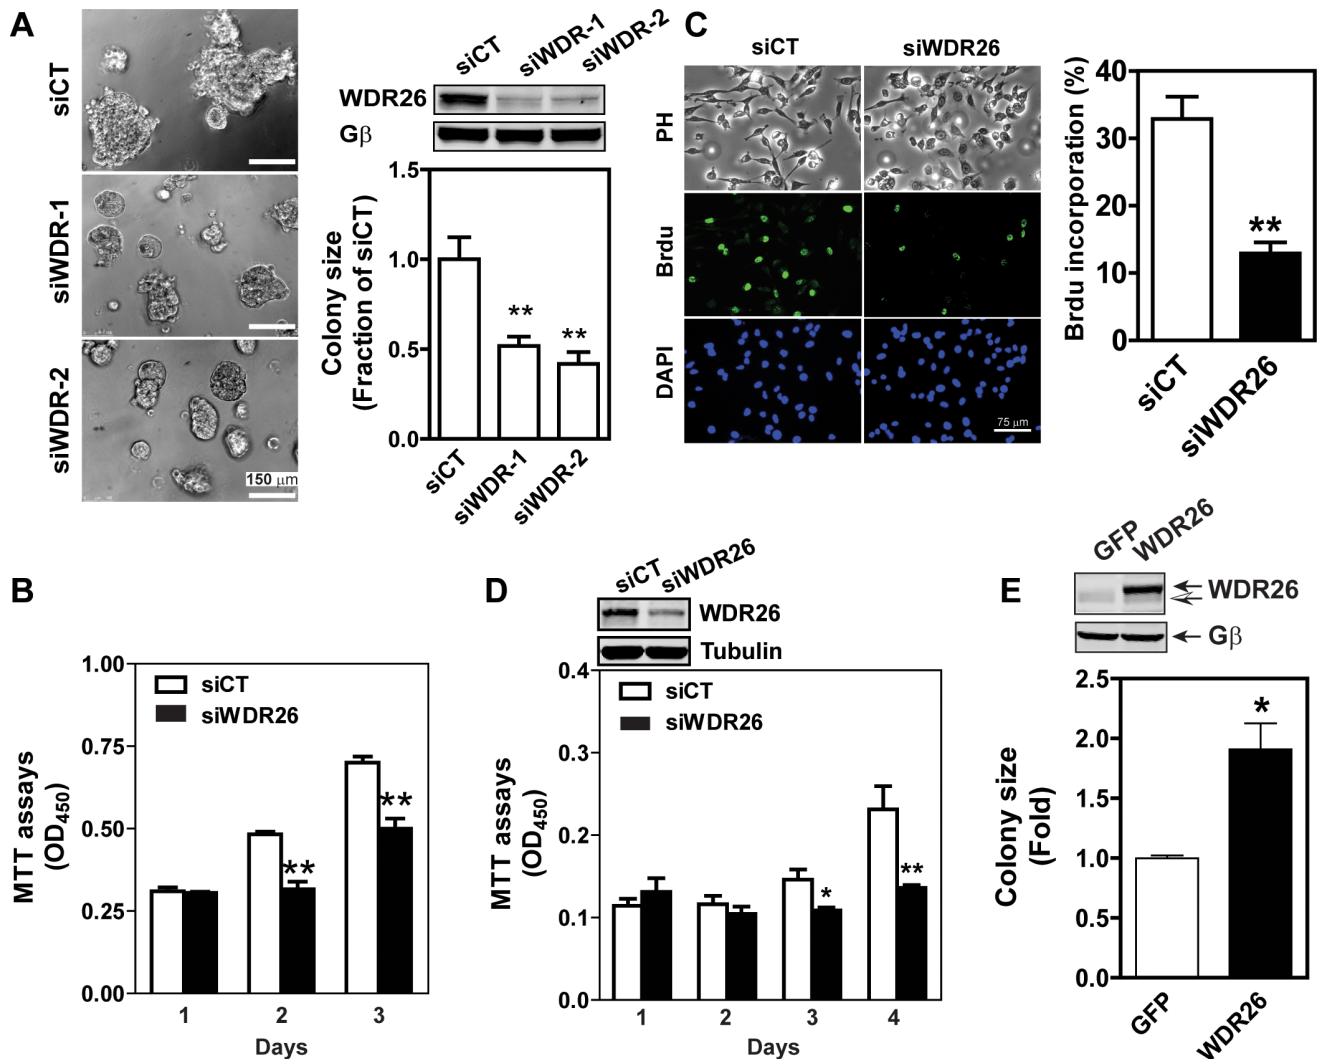 A
siCT
siWDR-1
siWDR-2
150 μm
siCT
siWDR-1
siWDR-2
WDR26
Gβ
Colony size
(Fraction of siCT)
1.5
1.0
0.5
0.0
**
**
siCT
siWDR-1
siWDR-2
C
siCT
siWDR26
PH
Brdu
DAPI
75 μm
Brdu incorporation (%)
40
30
20
10
0
**
siCT
siWDR26
B
MTT assays
(OD450)
1.00
0.75
0.50
0.25
0.00
siCT
siWDR26
**
**
1 2 3
Days
D
siCT
siWDR26
WDR26
Tubulin
MTT assays
(OD450)
0.4
0.3
0.2
0.1
0.0
siCT
siWDR26
*
**
1 2 3 4
Days
E
GFP
WDR26
WDR26
Gβ
Colony size
(Fold)
2.5
2.0
1.5
1.0
0.5
0.0
*
GFP
WDR26